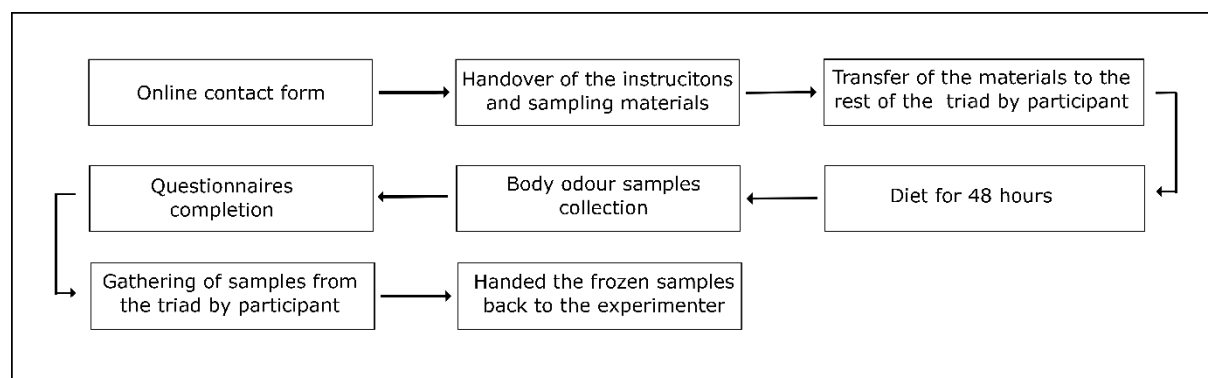 Online contact form
Handover of the instrucitons
and sampling materials
Transfer of the materials to the
rest of the triad by participant
Diet for 48 hours
Body odour samples
collection
Questionnaires
completion
Gathering of samples from
the triad by participant
Handed the frozen samples
back to the experimenter